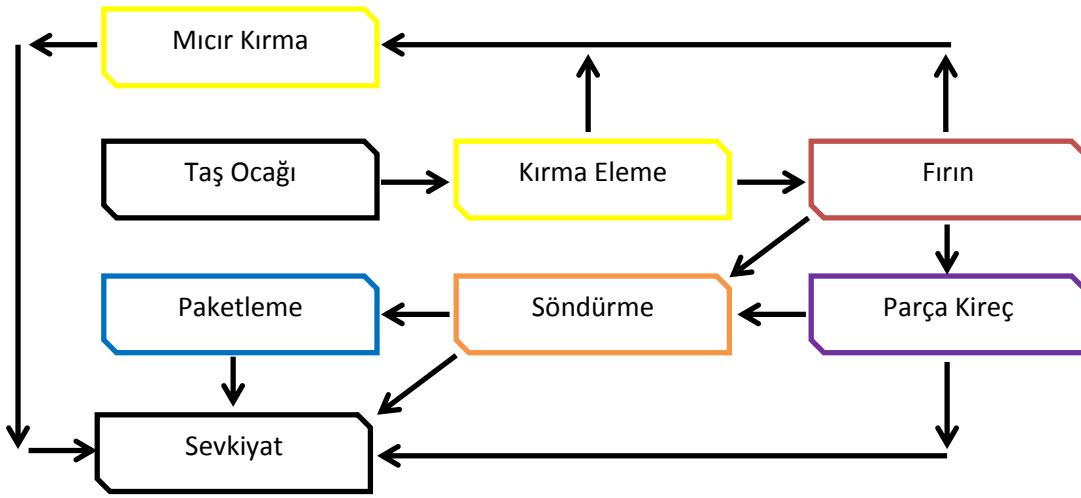 Mıcır Kırma
Taş Ocağı
Kırma Eleme
Fırın
Paketleme
Söndürme
Parça Kireç
Sevkiyat